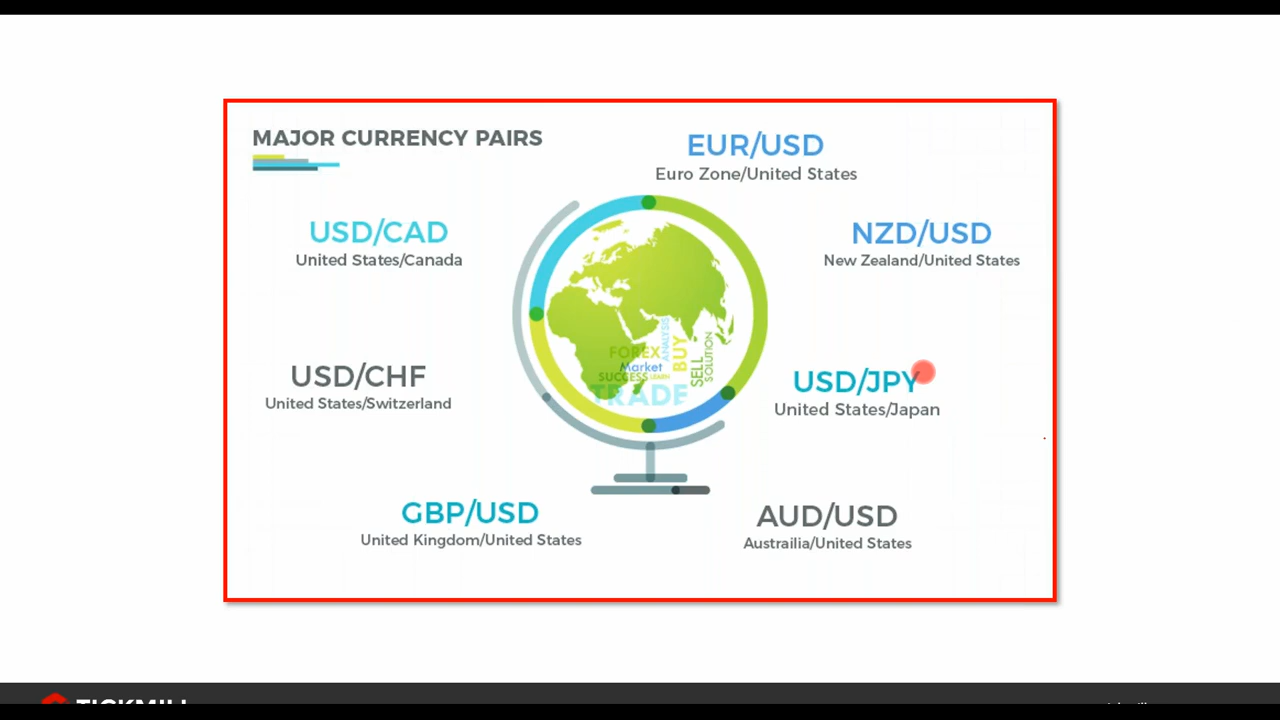 MAJOR CURRENCY PAIRS
EUR/USD
Euro Zone/United States
USD/CAD
United States/Canada
NZD/USD
New Zealand/United States
USD/CHF
United States/Switzerland
USD/JPY
United States/Japan
GBP/USD
United Kingdom/United States
AUD/USD
Austrailia/United States
FOREX
Market
SUCCESS LEARN
TRADE
ANALYSIS
BUY
SELL
SOLUTION
TICKMILL